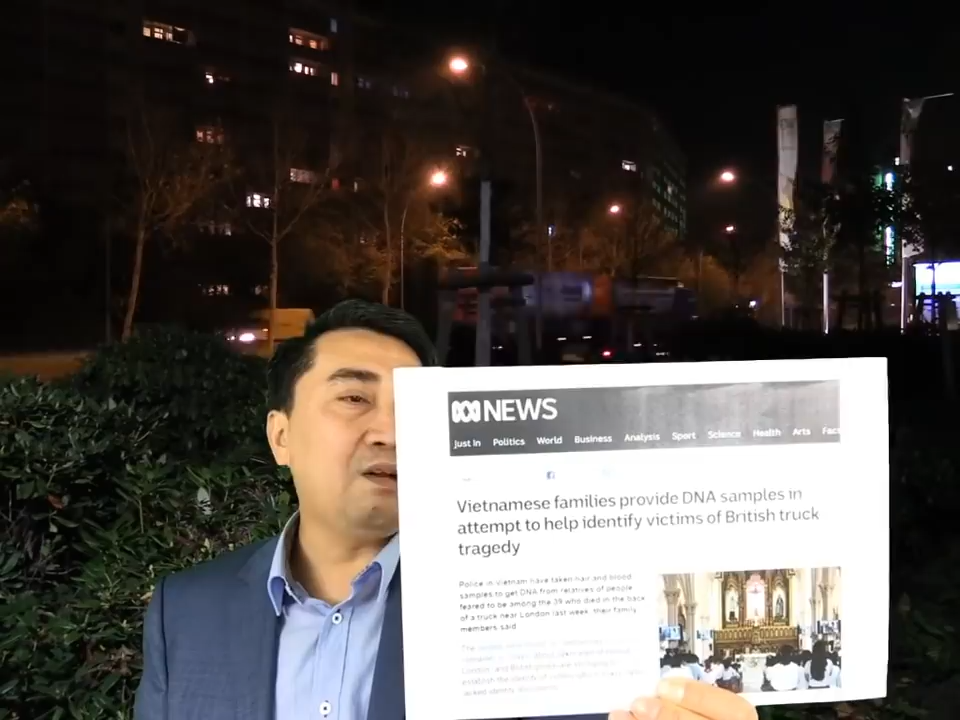 NEWS
Just In Politics World Business Analysis Sport Science Health Arts Fact
Vietnamese families provide DNA samples in
attempt to help identify victims of British truck
tragedy
Police in Vietnam have taken hair and blood
samples to get DNA from relatives of people
feared to be among the 39 who died in the back
of a truck near London last week, their family
members said.